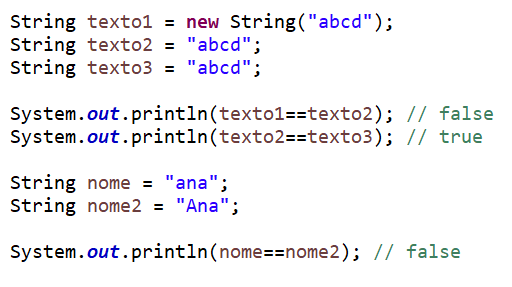 String texto1 = new String("abcd");
String texto2 = "abcd";
String texto3 = "abcd";
System.out.println(texto1==texto2); // false
System.out.println(texto2==texto3); // true
String nome = "ana";
String nome2 = "Ana";
System.out.println(nome==nome2); // false